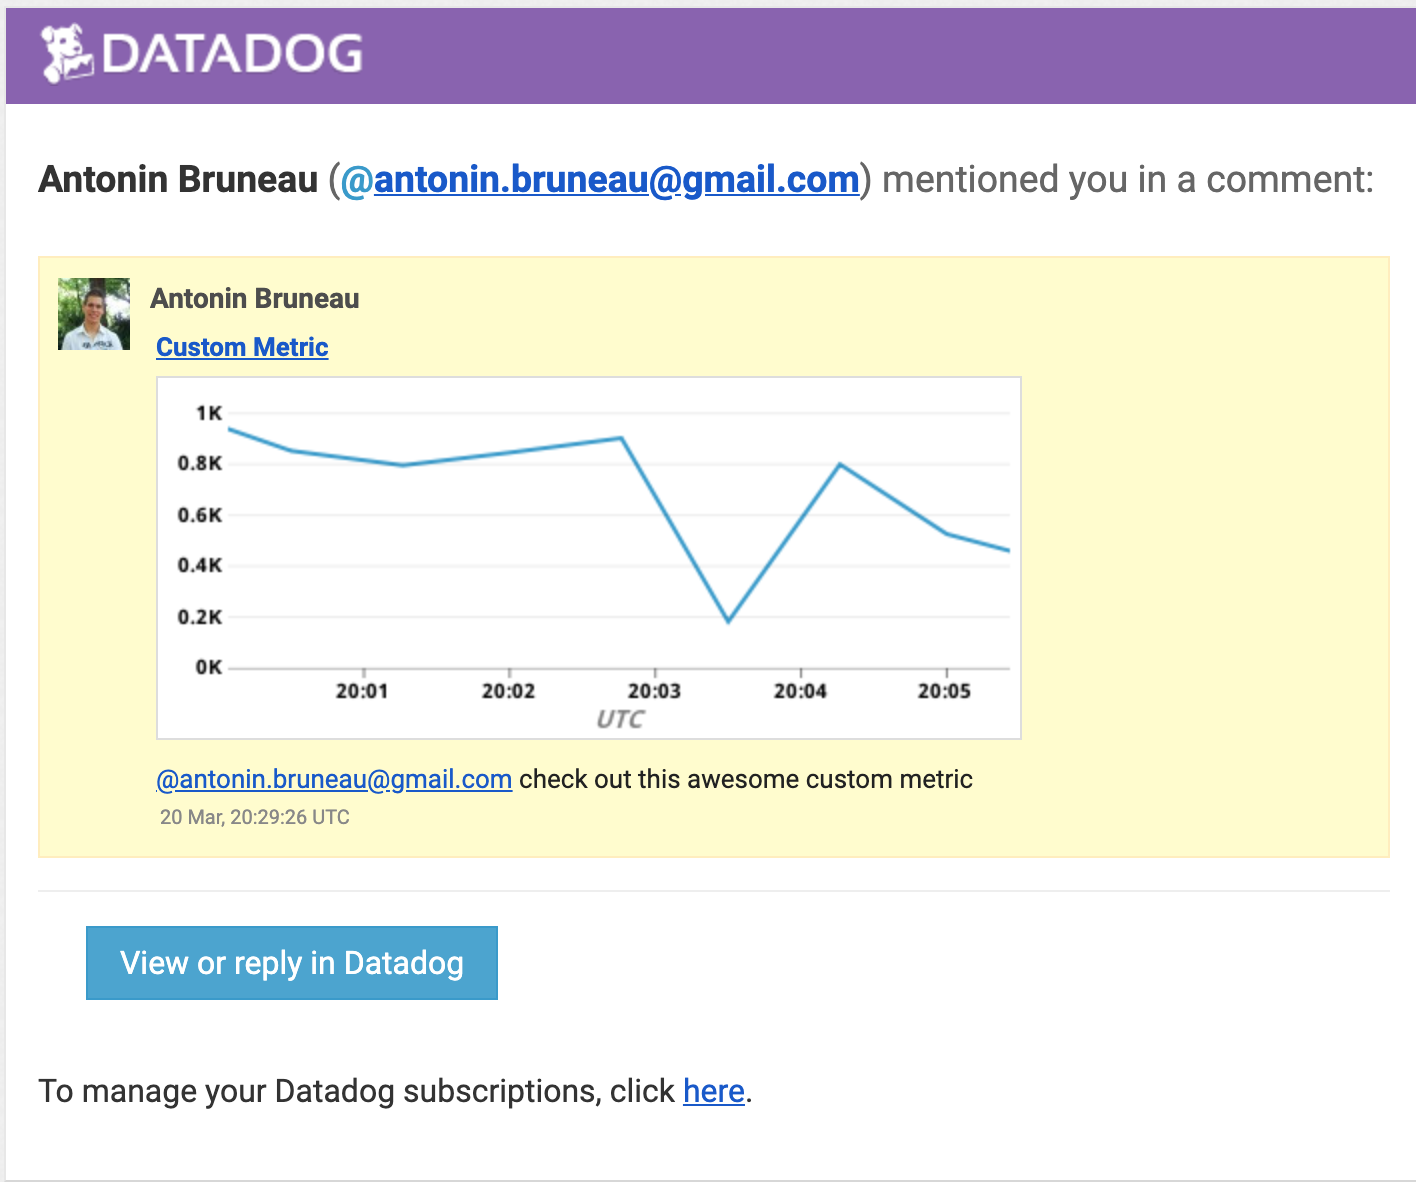 DATADOG
Antonin Bruneau (@antonin.bruneau@gmail.com) mentioned you in a comment:
Antonin Bruneau
Custom Metric
1K
0.8K
0.6K
0.4K
0.2K
0K
20:01 20:02 20:03 20:04 20:05
UTC
@antonin.bruneau@gmail.com check out this awesome custom metric
20 Mar, 20:29:26 UTC
View or reply in Datadog
To manage your Datadog subscriptions, click here.